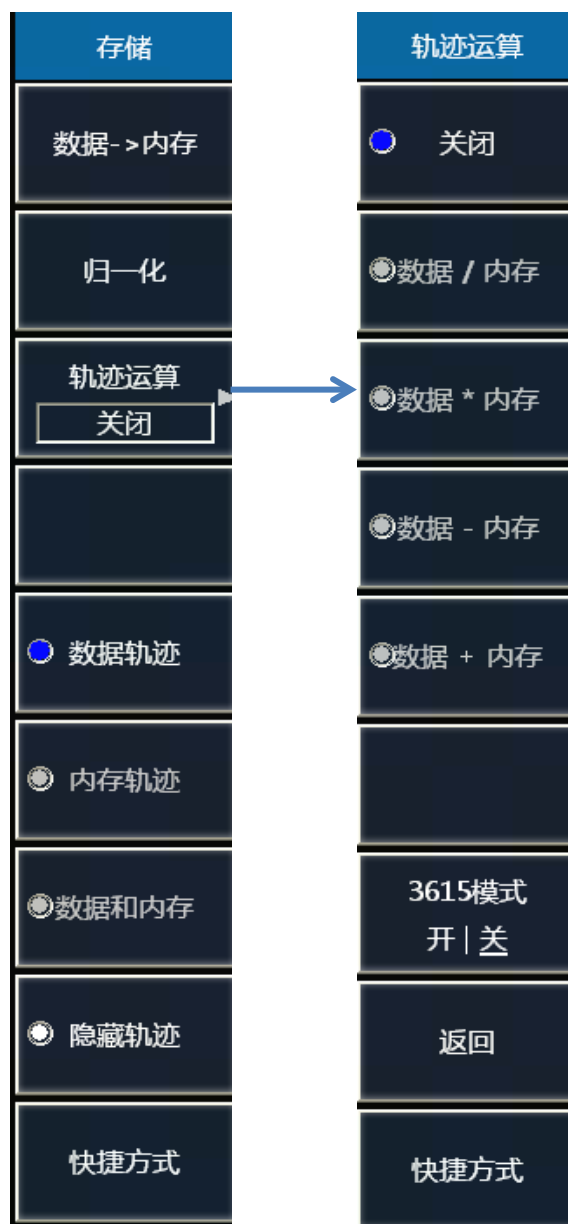 存储
数据->内存
归一化
轨迹运算
关闭
数据轨迹
内存轨迹
数据和内存
隐藏轨迹
快捷方式
轨迹运算
关闭
数据 / 内存
数据 * 内存
数据 - 内存
数据 + 内存
3615模式
开 | 关
返回
快捷方式